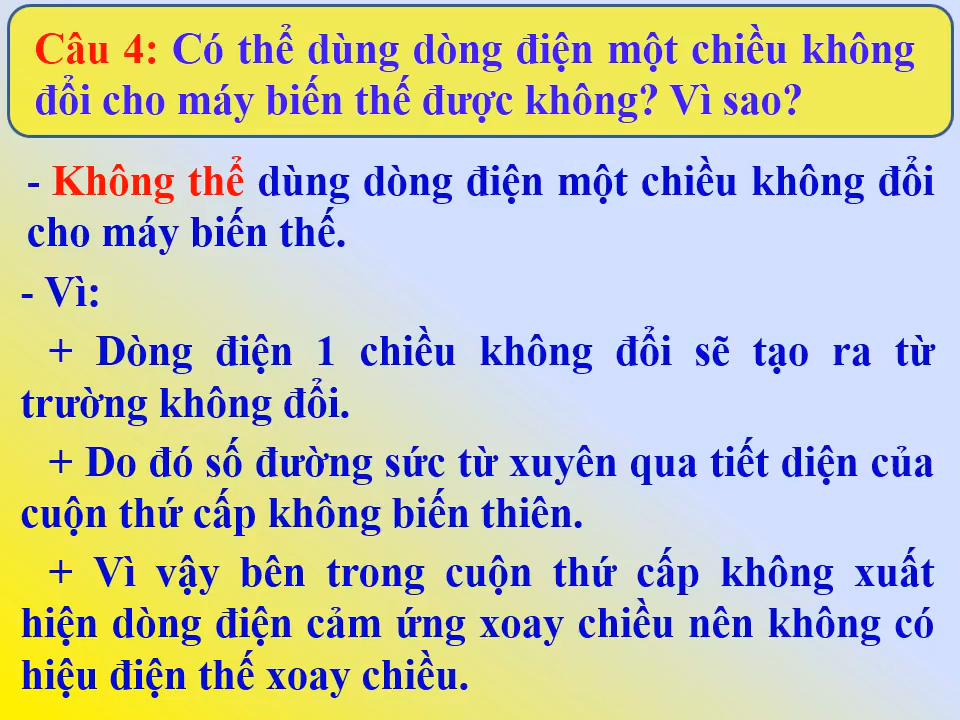 Câu 4: Có thể dùng dòng điện một chiều không
đổi cho máy biến thế được không? Vì sao?
- Không thể dùng dòng điện một chiều không đổi
cho máy biến thế.
- Vì:
+ Dòng điện 1 chiều không đổi sẽ tạo ra từ
trường không đổi.
+ Do đó số đường sức từ xuyên qua tiết diện của
cuộn thứ cấp không biến thiên.
+ Vì vậy bên trong cuộn thứ cấp không xuất
hiện dòng điện cảm ứng xoay chiều nên không có
hiệu điện thế xoay chiều.